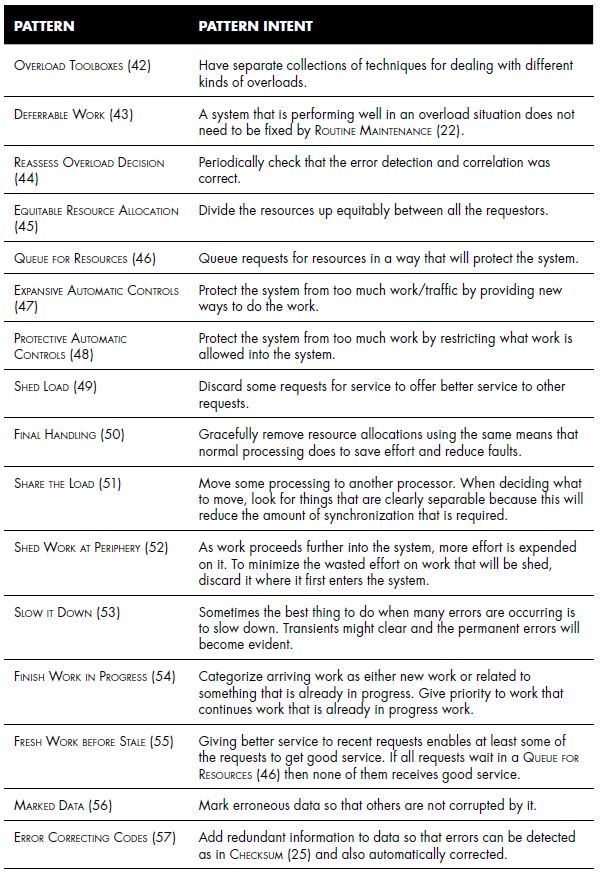 PATTERN PATTERN INTENT
OVERLOAD TOOLBOXES (42) Have separate collections of techniques for dealing with different
kinds of overloads.
DEFERRABLE WORK (43) A system that is performing well in an overload situation does not
need to be fixed by ROUTINE MAINTENANCE (22).
REASSESS OVERLOAD DECISION Periodically check that the error detection and correlation was
(44) correct.
EQUITABLE RESOURCE ALLOCATION Divide the resources up equitably between all the requestors.
(45)
QUEUE FOR RESOURCES (46) Queue requests for resources in a way that will protect the system.
EXPANSIVE AUTOMATIC CONTROLS Protect the system from too much work/traffic by providing new
(47) ways to do the work.
PROTECTIVE AUTOMATIC Protect the system from too much work by restricting what work is
CONTROLS (48) allowed into the system.
SHED LOAD (49) Discard some requests for service to offer better service to other
requests.
FINAL HANDLING (50) Gracefully remove resource allocations using the same means that
normal processing does to save effort and reduce faults.
SHARE THE LOAD (51) Move some processing to another processor. When deciding what
to move, look for things that are clearly separable because this will
reduce the amount of synchronization that is required.
SHED WORK AT PERIPHERY (52) As work proceeds further into the system, more effort is expended
on it. To minimize the wasted effort on work that will be shed,
discard it where it first enters the system.
SLOW IT DOWN (53) Sometimes the best thing to do when many errors are occurring is
to slow down. Transients might clear and the permanent errors will
become evident.
FINISH WORK IN PROGRESS (54) Categorize arriving work as either new work or related to
something that is already in progress. Give priority to work that
continues work that is already in progress work.
FRESH WORK BEFORE STALE (55) Giving better service to recent requests enables at least some of
the requests to get good service. If all requests wait in a QUEUE FOR
RESOURCES (46) then none of them receives good service.
MARKED DATA (56) Mark erroneous data so that others are not corrupted by it.
ERROR CORRECTING CODES (57) Add redundant information to data so that errors can be detected
as in CHECKSUM (25) and also automatically corrected.